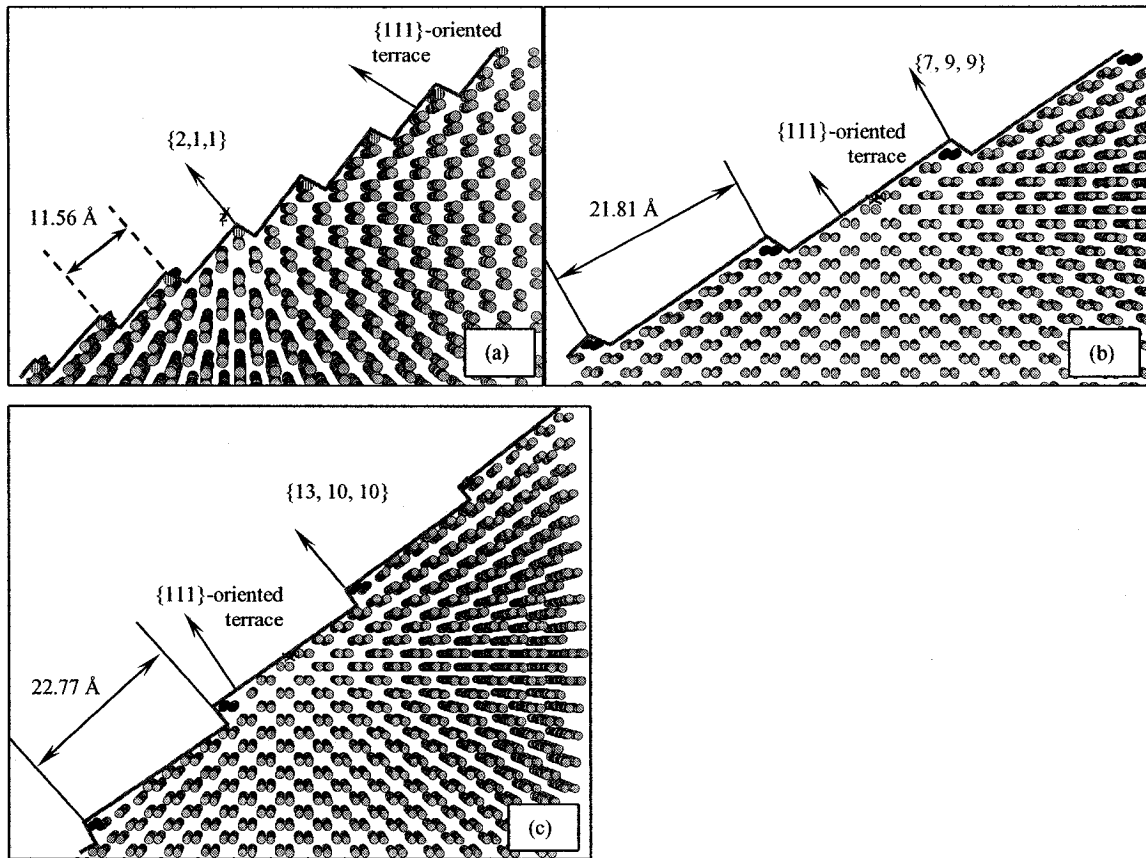 {111}-oriented
terrace
{2,1,1}
11.56 Å
(a)
{7, 9, 9}
{111}-oriented
terrace
21.81 Å
(b)
{13, 10, 10}
{111}-oriented
terrace
22.77 Å
(c)